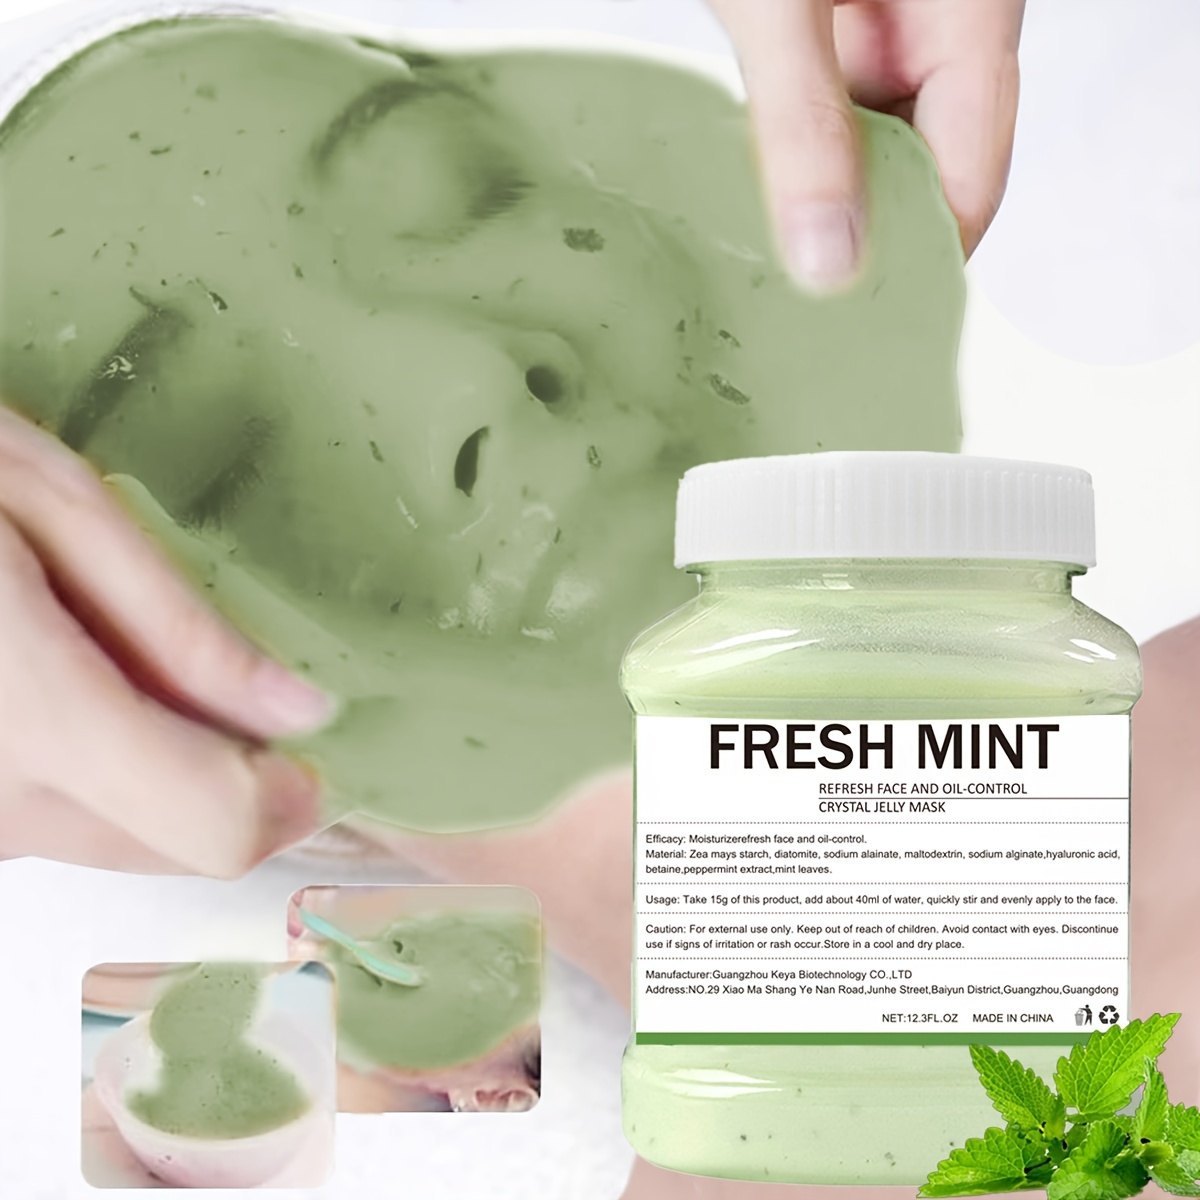 FRESH MINT
REFRESH FACE AND OIL-CONTROL
CRYSTAL JELLY MASK
Efficacy: Moisturizerefresh face and oil-control.
Material: Zea mays starch, diatomite, sodium alainate, maltodextrin, sodium alginate,hyaluronic acid,
betaine,peppermint extract,mint leaves.
Usage: Take 15g of this product, add about 40ml of water, quickly stir and evenly apply to the face.
Caution: For external use only. Keep out of reach of children. Avoid contact with eyes. Discontinue
use if signs of irritation or rash occur.Store in a cool and dry place.
Manufacturer:Guangzhou Keya Biotechnology CO.,LTD
Address:NO.29 Xiao Ma Shang Ye Nan Road,Junhe Street,Baiyun District,Guangzhou,Guangdong
NET:12.3FL.OZ MADE IN CHINA